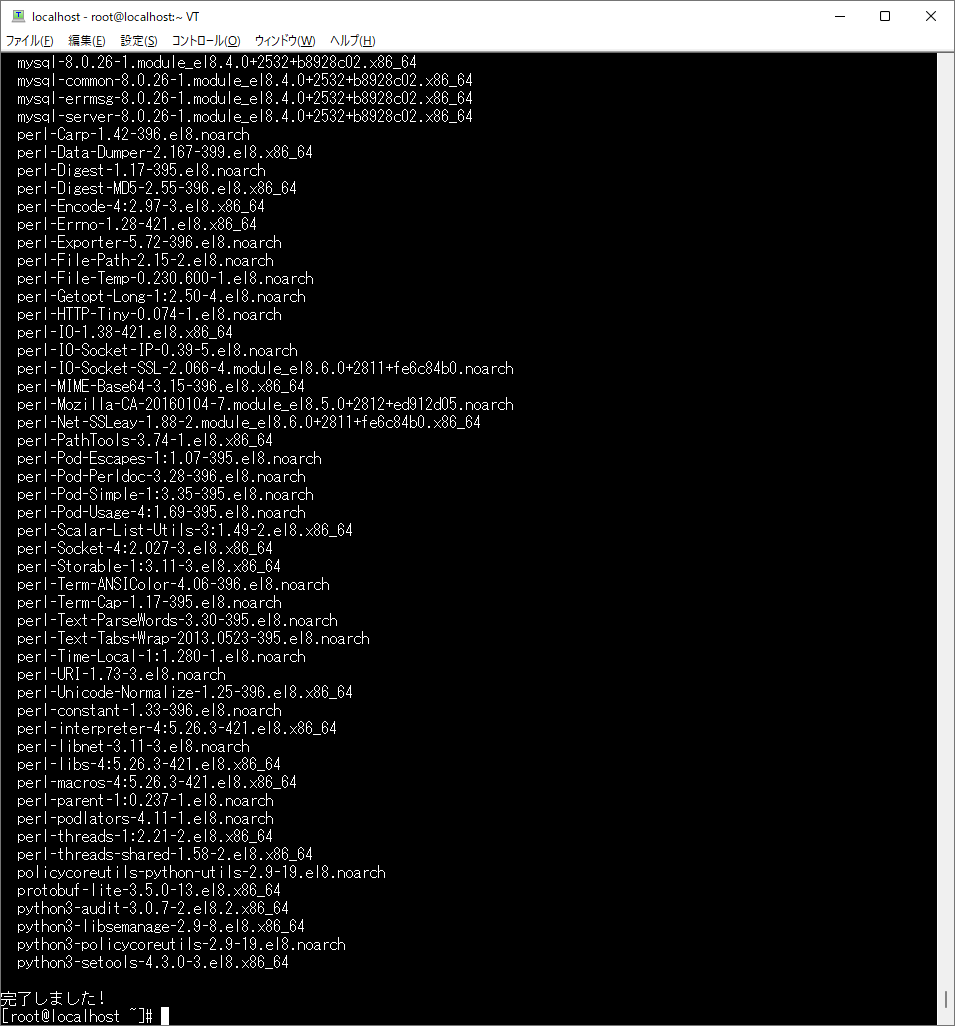 localhost - root@localhost:~ VT
ファイル(F) 編集(E) 設定(S) コントロール(O) ウィンドウ(W) ヘルプ(H)
mysql-8.0.26-1.module_el8.4.0+2532+b8928c02.x86_64
mysql-common-8.0.26-1.module_el8.4.0+2532+b8928c02.x86_64
mysql-errmsg-8.0.26-1.module_el8.4.0+2532+b8928c02.x86_64
mysql-server-8.0.26-1.module_el8.4.0+2532+b8928c02.x86_64
perl-Carp-1.42-396.el8.noarch
perl-Data-Dumper-2.167-399.el8.x86_64
perl-Digest-1.17-395.el8.noarch
perl-Digest-MD5-2.55-396.el8.x86_64
perl-Encode-4:2.97-3.el8.x86_64
perl-Errno-1.28-421.el8.x86_64
perl-Exporter-5.72-396.el8.noarch
perl-File-Path-2.15-2.el8.noarch
perl-File-Temp-0.230.600-1.el8.noarch
perl-Getopt-Long-1:2.50-4.el8.noarch
perl-HTTP-Tiny-0.074-1.el8.noarch
perl-IO-1.38-421.el8.x86_64
perl-IO-Socket-IP-0.39-5.el8.noarch
perl-IO-Socket-SSL-2.066-4.module_el8.6.0+2811+fe6c84b0.noarch
perl-MIME-Base64-3.15-396.el8.x86_64
perl-Mozilla-CA-20160104-7.module_el8.5.0+2812+ed912d05.noarch
perl-Net-SSLeay-1.88-2.module_el8.6.0+2811+fe6c84b0.x86_64
perl-PathTools-3.74-1.el8.x86_64
perl-Pod-Escapes-1:1.07-395.el8.noarch
perl-Pod-Perldoc-3.28-396.el8.noarch
perl-Pod-Simple-1:3.35-395.el8.noarch
perl-Pod-Usage-4:1.69-395.el8.noarch
perl-Scalar-List-Utils-3:1.49-2.el8.x86_64
perl-Socket-4:2.027-3.el8.x86_64
perl-Storable-1:3.11-3.el8.x86_64
perl-Term-ANSIColor-4.06-396.el8.noarch
perl-Term-Cap-1.17-395.el8.noarch
perl-Text-ParseWords-3.30-395.el8.noarch
perl-Text-Tabs+Wrap-2013.0523-395.el8.noarch
perl-Time-Local-1:1.280-1.el8.noarch
perl-URI-1.73-3.el8.noarch
perl-Unicode-Normalize-1.25-396.el8.x86_64
perl-constant-1.33-396.el8.noarch
perl-interpreter-4:5.26.3-421.el8.x86_64
perl-libnet-3.11-3.el8.noarch
perl-libs-4:5.26.3-421.el8.x86_64
perl-macros-4:5.26.3-421.el8.x86_64
perl-parent-1:0.237-1.el8.noarch
perl-podlators-4.11-1.el8.noarch
perl-threads-1:2.21-2.el8.x86_64
perl-threads-shared-1.58-2.el8.x86_64
policycoreutils-python-utils-2.9-19.el8.noarch
protobuf-lite-3.5.0-13.el8.x86_64
python3-audit-3.0.7-2.el8.2.x86_64
python3-libsemanage-2.9-8.el8.x86_64
python3-policycoreutils-2.9-19.el8.noarch
python3-setools-4.3.0-3.el8.x86_64
完了しました!
[root@localhost ~]#